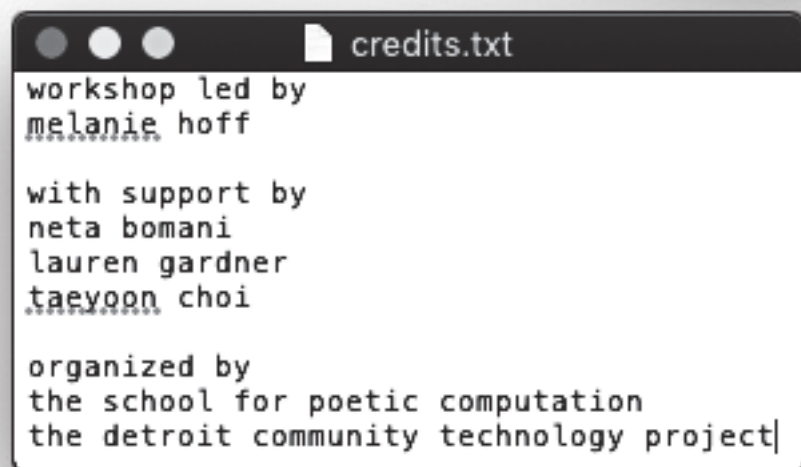 credits.txt
workshop led by
melanie hoff
with support by
neta bomani
lauren gardner
taeyoon choi
organized by
the school for poetic computation
the detroit community technology project